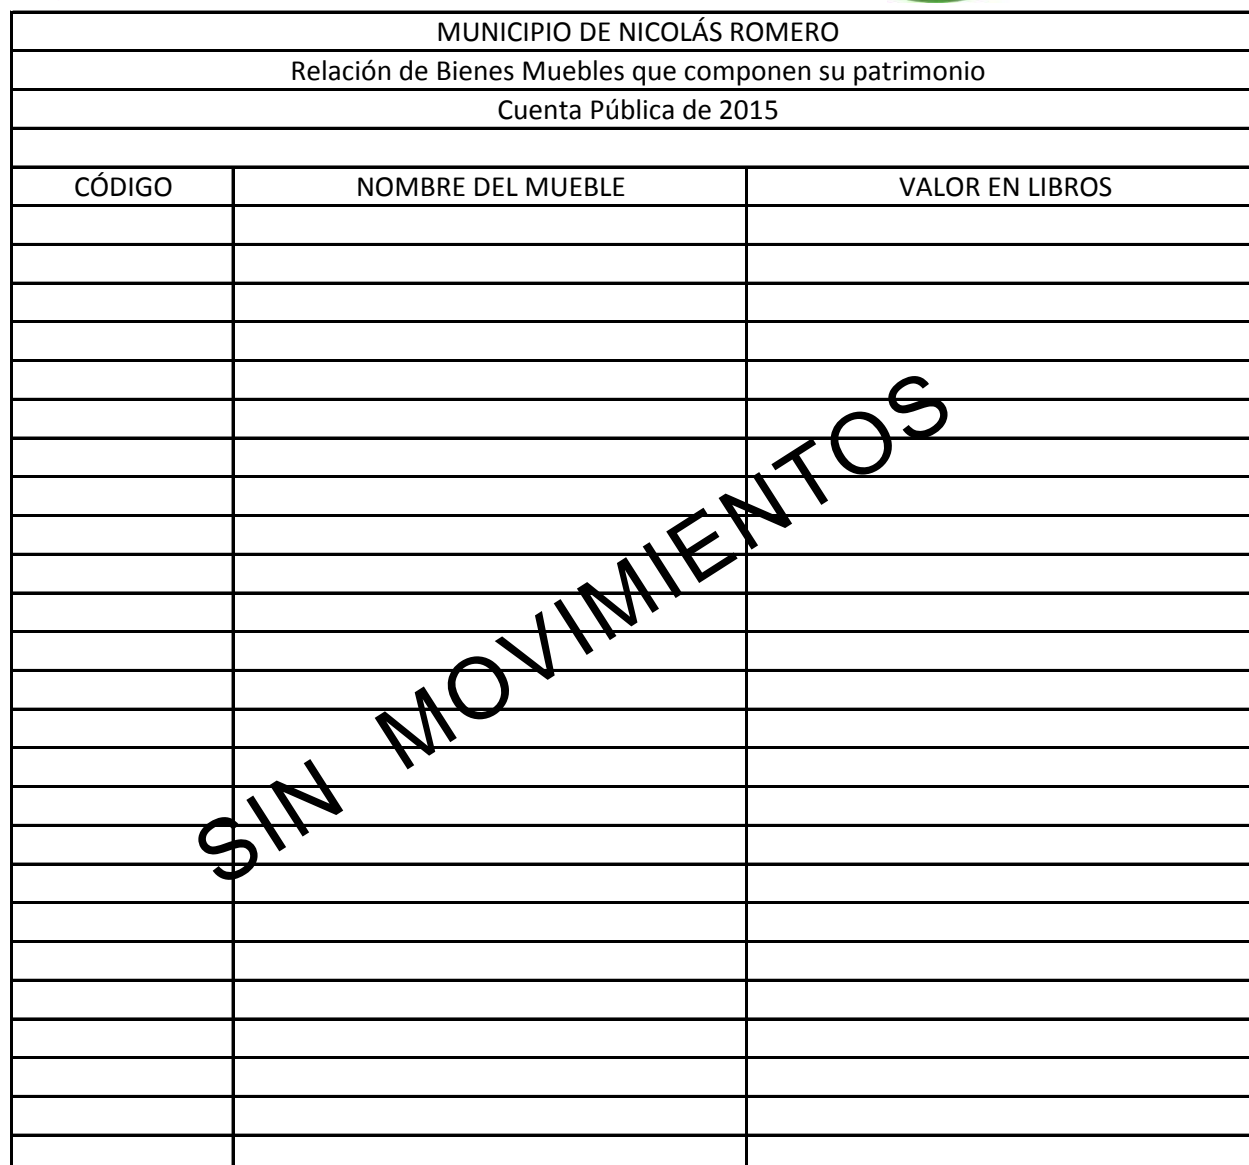 MUNICIPIO DE NICOLÁS ROMERO
Relación de Bienes Muebles que componen su patrimonio
Cuenta Pública de 2015
CÓDIGO NOMBRE DEL MUEBLE VALOR EN LIBROS
SIN MOVIMIENTOS